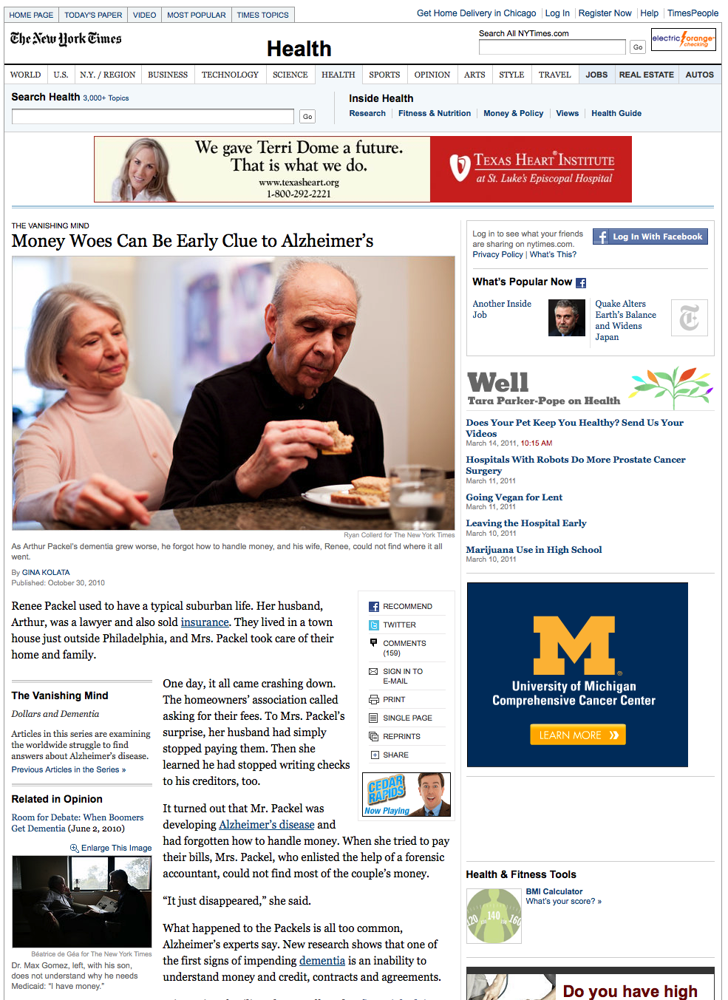 HOME PAGE TODAY'S PAPER VIDEO MOST POPULAR TIMES TOPICS
Get Home Delivery in Chicago Log In Register Now Help TimesPeople
The New York Times
Health
Search All NYTimes.com
Go
electric orange
checking
WORLD U.S. N.Y. / REGION BUSINESS TECHNOLOGY SCIENCE HEALTH SPORTS OPINION ARTS STYLE TRAVEL JOBS REAL ESTATE AUTOS
Search Health 3,000+ Topics
Go
Inside Health
Research Fitness & Nutrition Money & Policy Views Health Guide
We gave Terri Dome a future.
That is what we do.
www.texasheart.org
1-800-292-2221
TEXAS HEART® INSTITUTE
at St. Luke's Episcopal Hospital
THE VANISHING MIND
Money Woes Can Be Early Clue to Alzheimer's
Ryan Collerd for The New York Times
As Arthur Packel's dementia grew worse, he forgot how to handle money, and his wife, Renee, could not find where it all
went.
By GINA KOLATA
Published: October 30, 2010
Renee Packel used to have a typical suburban life. Her husband,
Arthur, was a lawyer and also sold insurance. They lived in a town
house just outside Philadelphia, and Mrs. Packel took care of their
home and family.
RECOMMEND
TWITTER
COMMENTS
(159)
SIGN IN TO
E-MAIL
PRINT
SINGLE PAGE
REPRINTS
SHARE
CEDAR
RAPIDS
Now Playing
The Vanishing Mind
Dollars and Dementia
Articles in this series are examining
the worldwide struggle to find
answers about Alzheimer's disease.
Previous Articles in the Series »
Related in Opinion
Room for Debate: When Boomers
Get Dementia (June 2, 2010)
Enlarge This Image
Béatrice de Géa for The New York Times
Dr. Max Gomez, left, with his son,
does not understand why he needs
Medicaid: "I have money."
One day, it all came crashing down.
The homeowners' association called
asking for their fees. To Mrs. Packel's
surprise, her husband had simply
stopped paying them. Then she
learned he had stopped writing checks
to his creditors, too.
It turned out that Mr. Packel was
developing Alzheimer's disease and
had forgotten how to handle money. When she tried to pay
their bills, Mrs. Packel, who enlisted the help of a forensic
accountant, could not find most of the couple's money.
"It just disappeared," she said.
What happened to the Packels is all too common,
Alzheimer's experts say. New research shows that one of
the first signs of impending dementia is an inability to
understand money and credit, contracts and agreements.
Log in to see what your friends
are sharing on nytimes.com.
Privacy Policy | What's This?
f Log In With Facebook
What's Popular Now
Another Inside
Job
Quake Alters
Earth's Balance
and Widens
Japan
Well
Tara Parker-Pope on Health
Does Your Pet Keep You Healthy? Send Us Your
Videos
March 14, 2011, 10:15 AM
Hospitals With Robots Do More Prostate Cancer
Surgery
March 11, 2011
Going Vegan for Lent
March 11, 2011
Leaving the Hospital Early
March 10, 2011
Marijuana Use in High School
March 10, 2011
M
University of Michigan
Comprehensive Cancer Center
LEARN MORE »
Health & Fitness Tools
120 140 160
BMI Calculator
What's your score? »
Do you have high